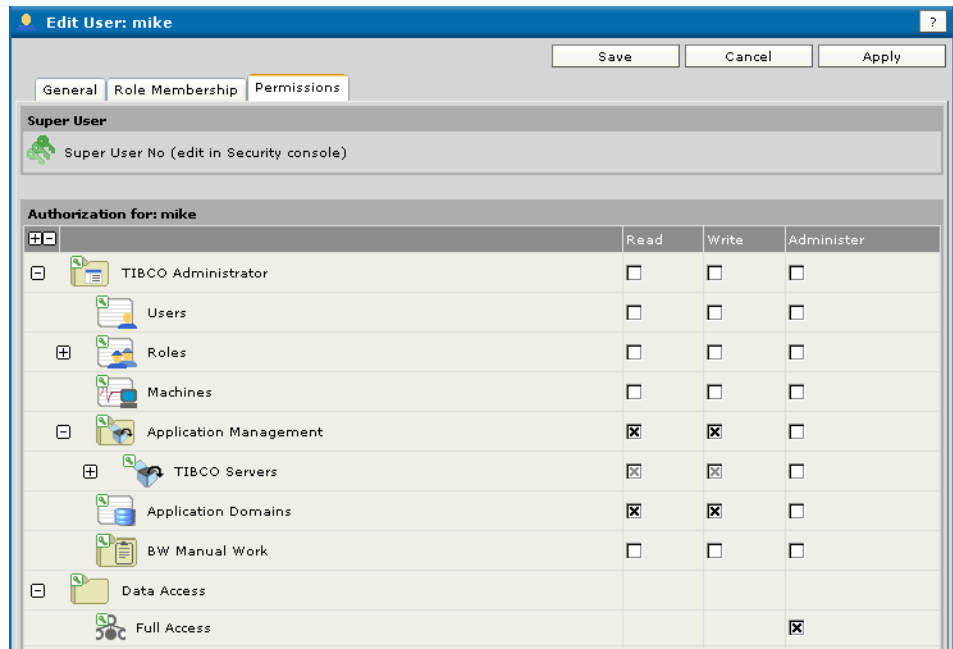 Edit User: mike ?
Save Cancel Apply
General Role Membership Permissions
Super User
Super User No (edit in Security console)
Authorization for: mike
Read Write Administer
TIBCO Administrator
Users
Roles
Machines
Application Management
TIBCO Servers
Application Domains
BW Manual Work
Data Access
Full Access